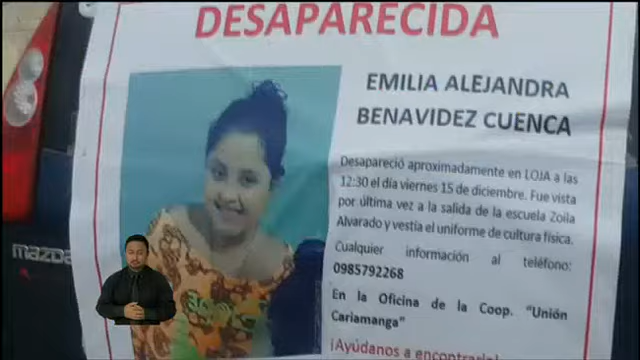 DESAPARECIDA
EMILIA ALEJANDRA
BENAVIDEZ CUENCA
Desapareció aproximadamente en LOJA a las
12:30 el día viernes 15 de diciembre. Fue vista
por última vez a la salida de la escuela Zoila
Alvarado y vestía el uniforme de cultura física.
Cualquier información al teléfono:
0985792268
En la Oficina de la Coop. "Unión
Cariamanga"
¡Ayúdanos a encontrarla!
mazda